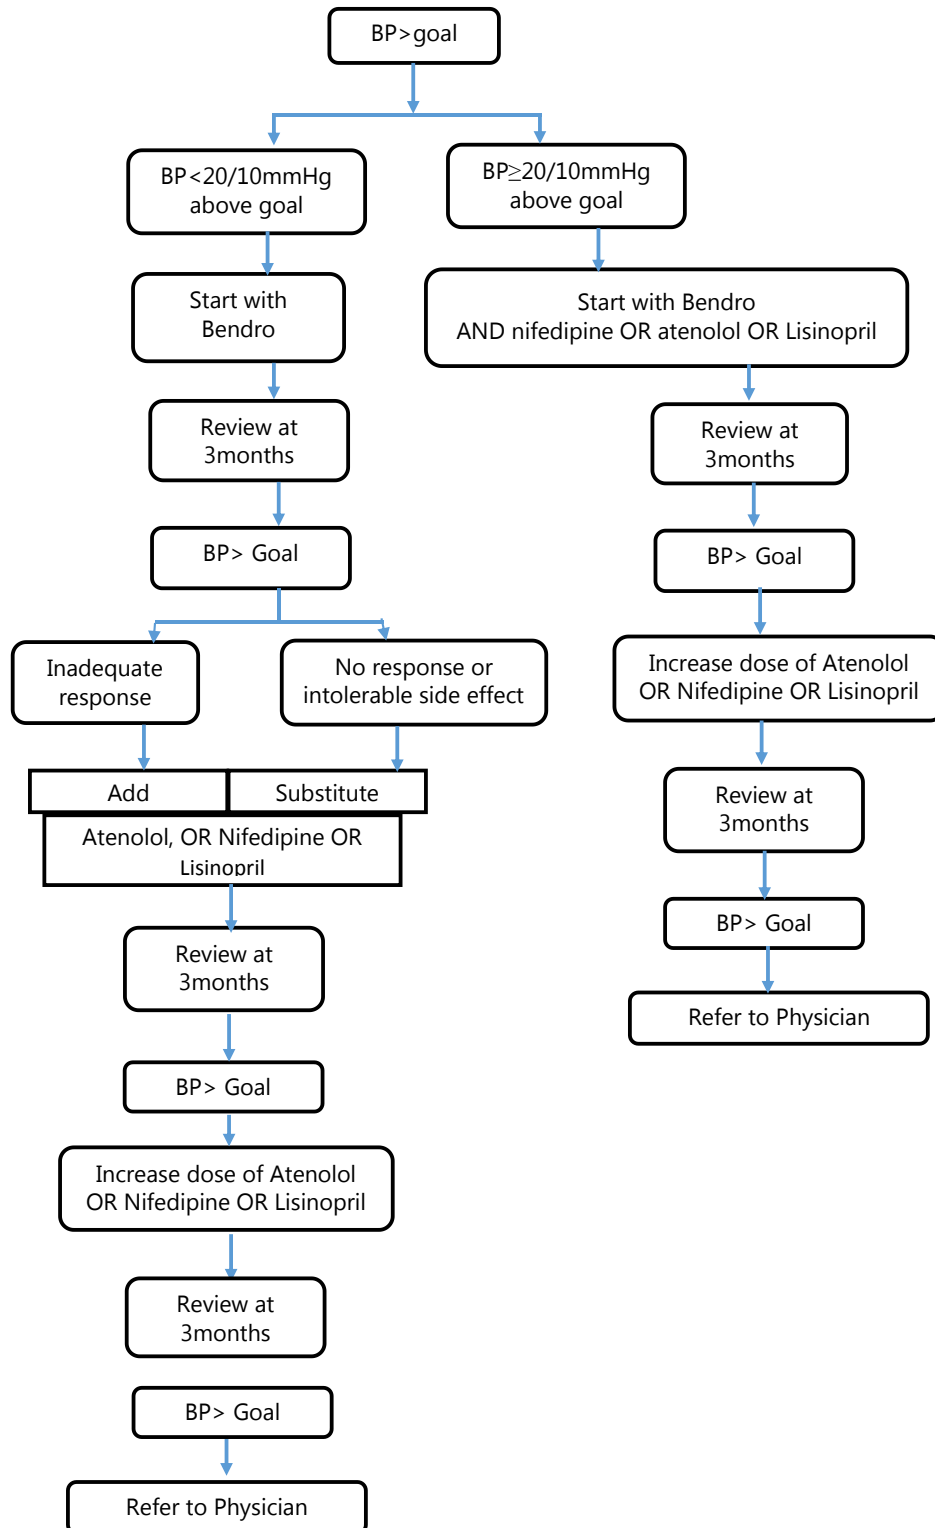 BP>goal
BP<20/10mmHg
above goal
BP≥20/10mmHg
above goal
Start with
Bendro
Start with Bendro
AND nifedipine OR atenolol OR Lisinopril
Review at
3months
Review at
3months
BP> Goal
BP> Goal
Inadequate
response
No response or
intolerable side effect
Increase dose of Atenolol
OR Nifedipine OR Lisinopril
Add
Substitute
Atenolol, OR Nifedipine OR
Lisinopril
Review at
3months
BP> Goal
Refer to Physician
Review at
3months
BP> Goal
Increase dose of Atenolol
OR Nifedipine OR Lisinopril
Review at
3months
BP> Goal
Refer to Physician